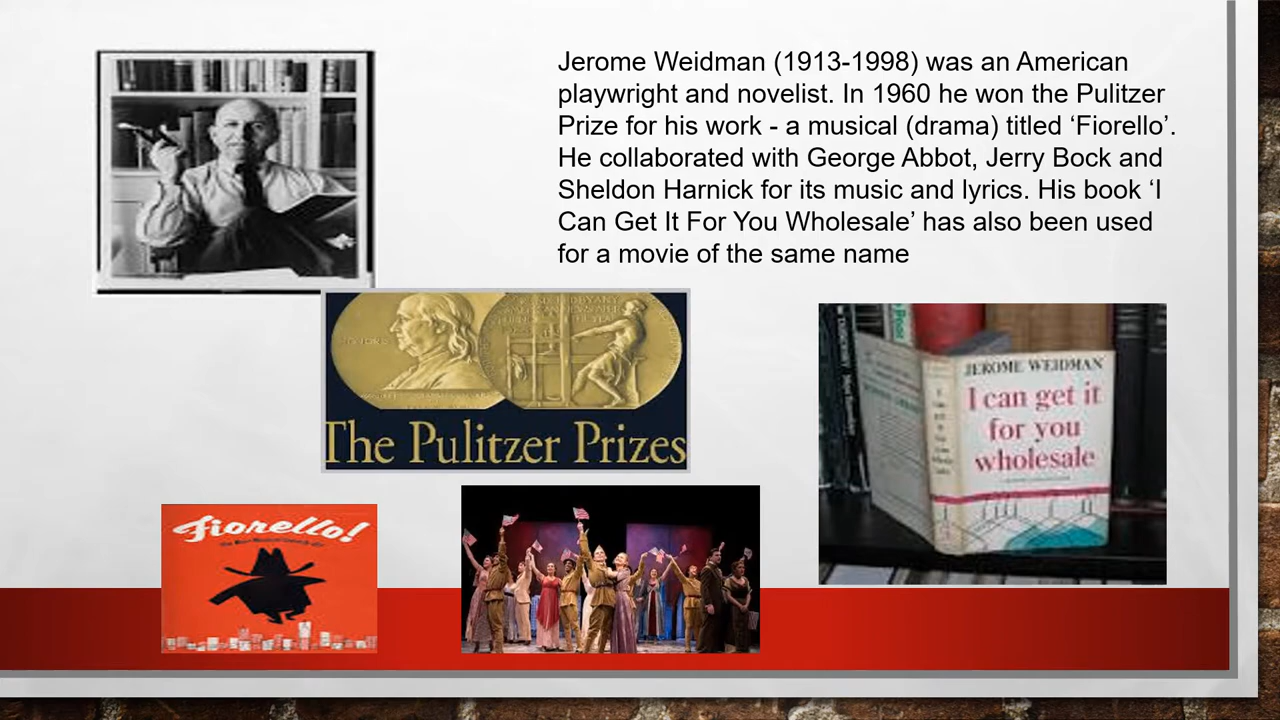 Jerome Weidman (1913-1998) was an American
playwright and novelist. In 1960 he won the Pulitzer
Prize for his work - a musical (drama) titled ‘Fiorello’.
He collaborated with George Abbot, Jerry Bock and
Sheldon Harnick for its music and lyrics. His book ‘I
Can Get It For You Wholesale’ has also been used
for a movie of the same name
The Pulitzer Prizes
JEROME WEIDMAN
I can get it
for you
wholesale
Fiorello!